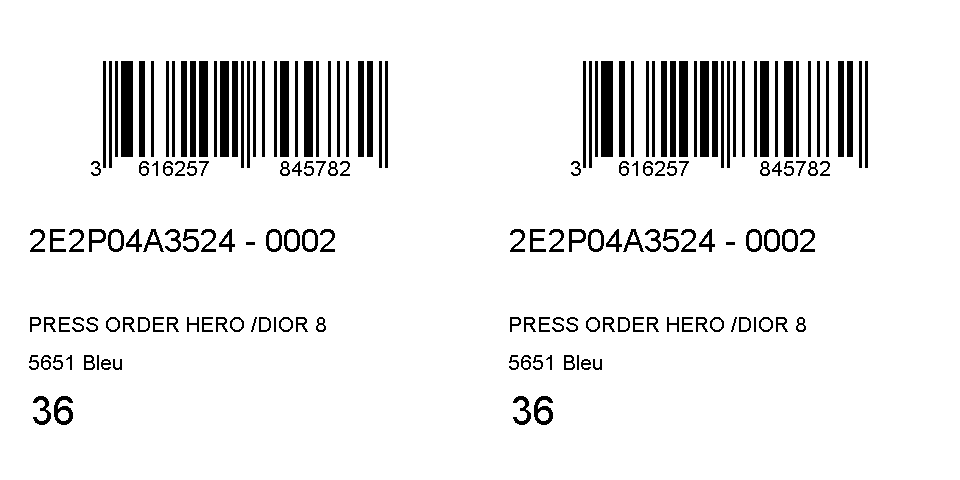 3 616257 845782 3 616257 845782
2E2P04A3524 - 0002 2E2P04A3524 - 0002
PRESS ORDER HERO /DIOR 8 PRESS ORDER HERO /DIOR 8
5651 Bleu 5651 Bleu
36 36